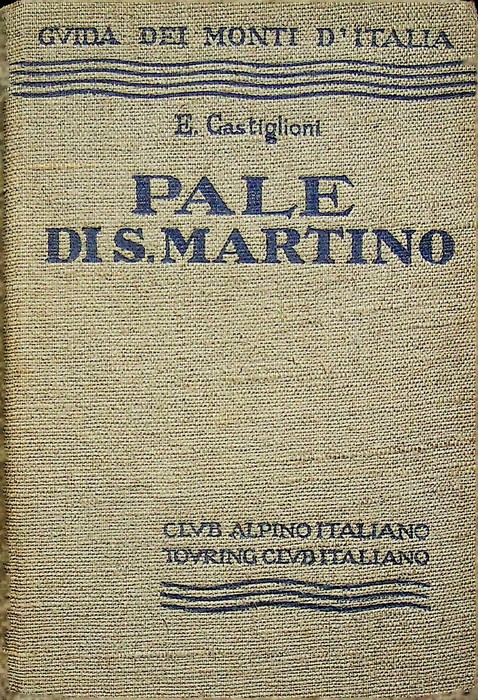 GVIDA DEI MONTI D'ITALIA
E. Castiglioni
PALE
DI S. MARTINO
CLVB ALPINO ITALIANO
TOVRING CLVB ITALIANO